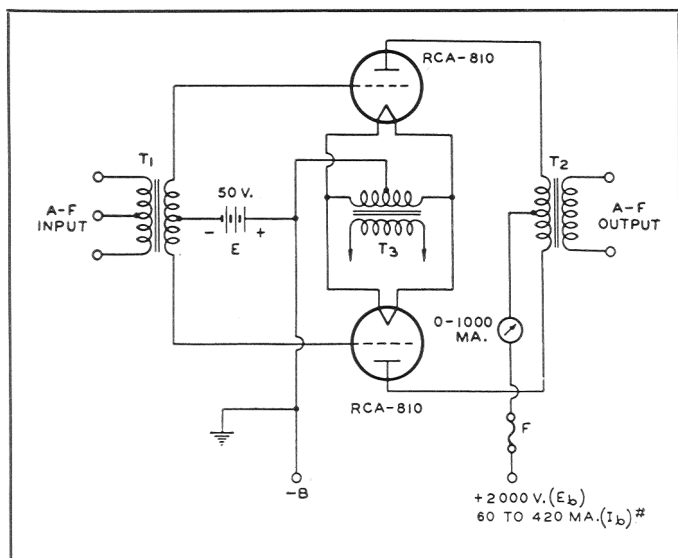 RCA-810
T1
T2
A-F
INPUT
50 V.
- +
E
T3
A-F
OUTPUT
0-1000
MA.
RCA-810
F
-B
+2000 V.(Eb)
60 TO 420 MA.(Ib)#